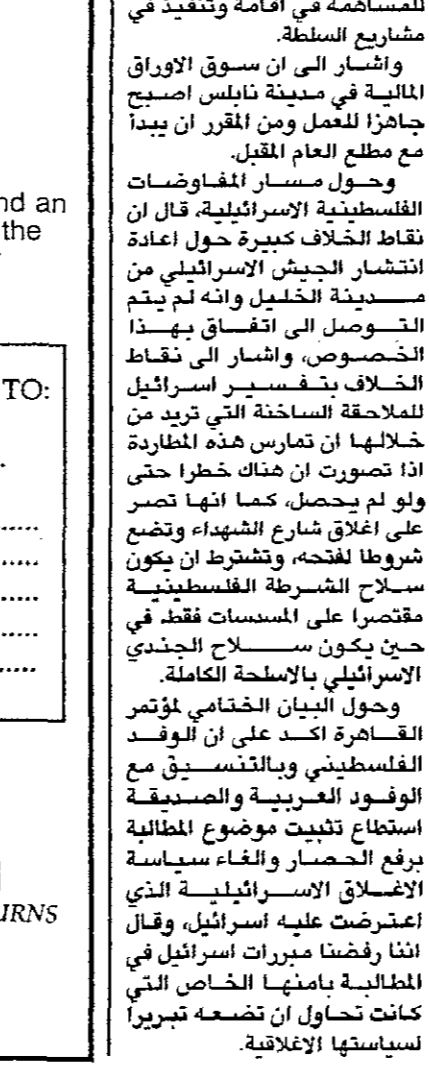 للمساهمة في اقامة وتنفيذ في
مشاريع السلطة.
واشار الى ان سوق الاوراق
المالية في مدينة نابلس اصبح
جاهزا للعمل ومن المقرر ان يبدأ
مع مطلع العام المقبل.
وحول مسار المفاوضات
الفلسطينية الاسرائيلية، قال ان
نقاط الخلاف كبيرة حول اعادة
انتشار الجيش الاسرائيلي من
مدينة الخليل وانه لم يتم
التوصل الى اتفاق بهذا
الخصوص، واشار الى نقاط
الخلاف بتفسير اسرائيل
للملاحقة الساخنة التي تريد من
خلالها ان تمارس هذه المطاردة
اذا تصورت ان هناك خطرا حتى
ولو لم يحصل، كما انها تصر
على اغلاق شارع الشهداء وتضع
شروطا لفتحه، وتشترط ان يكون
سلاح الشرطة الفلسطينية
مقتصرا على المسدسات فقط، في
حين يكون سلاح الجندي
الاسرائيلي بالاسلحة الكاملة.
وحول البيان الختامي لمؤتمر
القاهرة اكد على ان الوفد
الفلسطيني وبالتنسيق مع
الوفود العربية والصديقة
استطاع تثبيت موضوع المطالبة
برفع الحصار والغاء سياسة
الاغلاق الاسرائيلية الذي
اعترضت عليه اسرائيل، وقال
اننا رفضنا مبررات اسرائيل في
المطالبة بامنها الخاص التي
كانت تحاول ان تضعه تبريرا
لسياستها الاغلاقية.
nd an
the
TO:
URNS